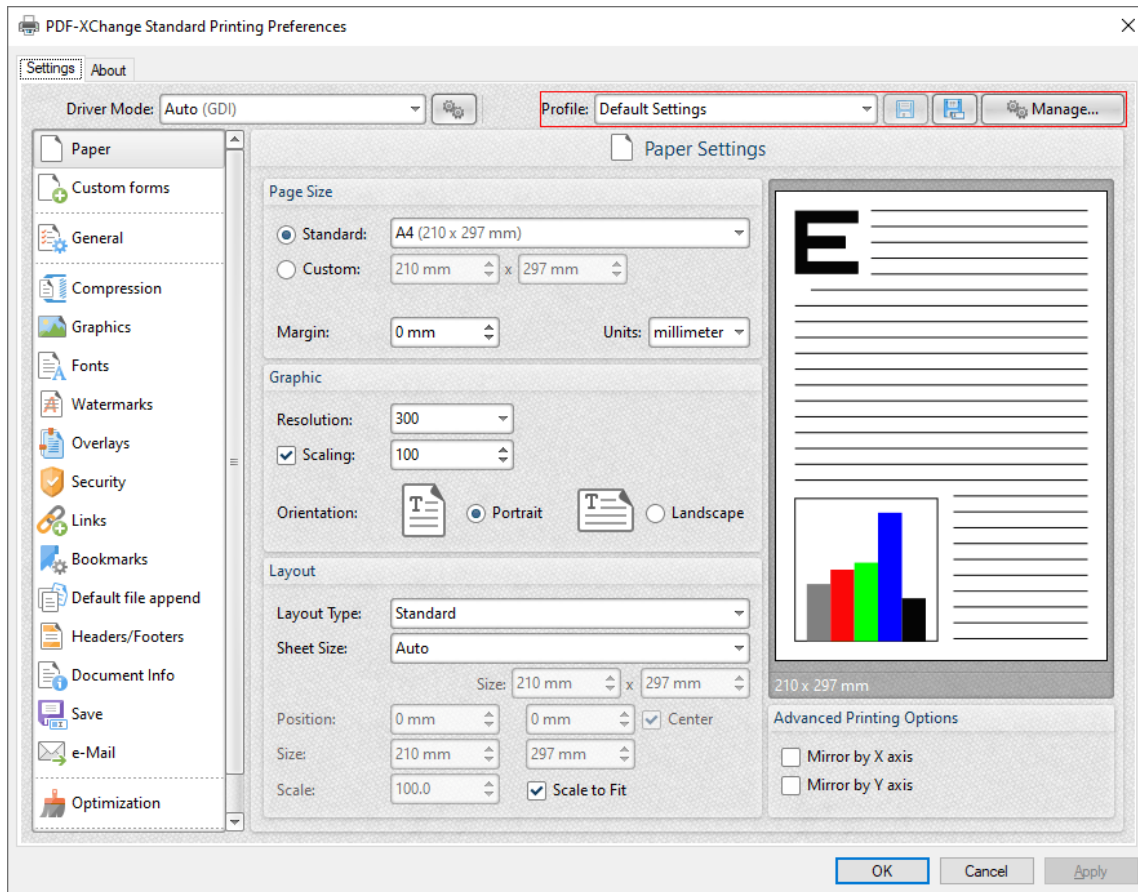 PDF-XChange Standard Printing Preferences
Settings
About
Driver Mode: Auto (GDI)
Profile: Default Settings
Manage...
Paper
Custom forms
General
Compression
Graphics
Fonts
Watermarks
Overlays
Security
Links
Bookmarks
Default file append
Headers/Footers
Document Info
Save
e-Mail
Optimization
Paper Settings
Page Size
Standard: A4 (210 x 297 mm)
Custom: 210 mm x 297 mm
Margin: 0 mm Units: millimeter
Graphic
Resolution: 300
Scaling: 100
Orientation: T Portrait T Landscape
Layout
Layout Type: Standard
Sheet Size: Auto
Size: 210 mm x 297 mm
Position: 0 mm 0 mm Center
Size: 210 mm 297 mm
Scale: 100.0 Scale to Fit
E
210 x 297 mm
Advanced Printing Options
Mirror by X axis
Mirror by Y axis
OK Cancel Apply